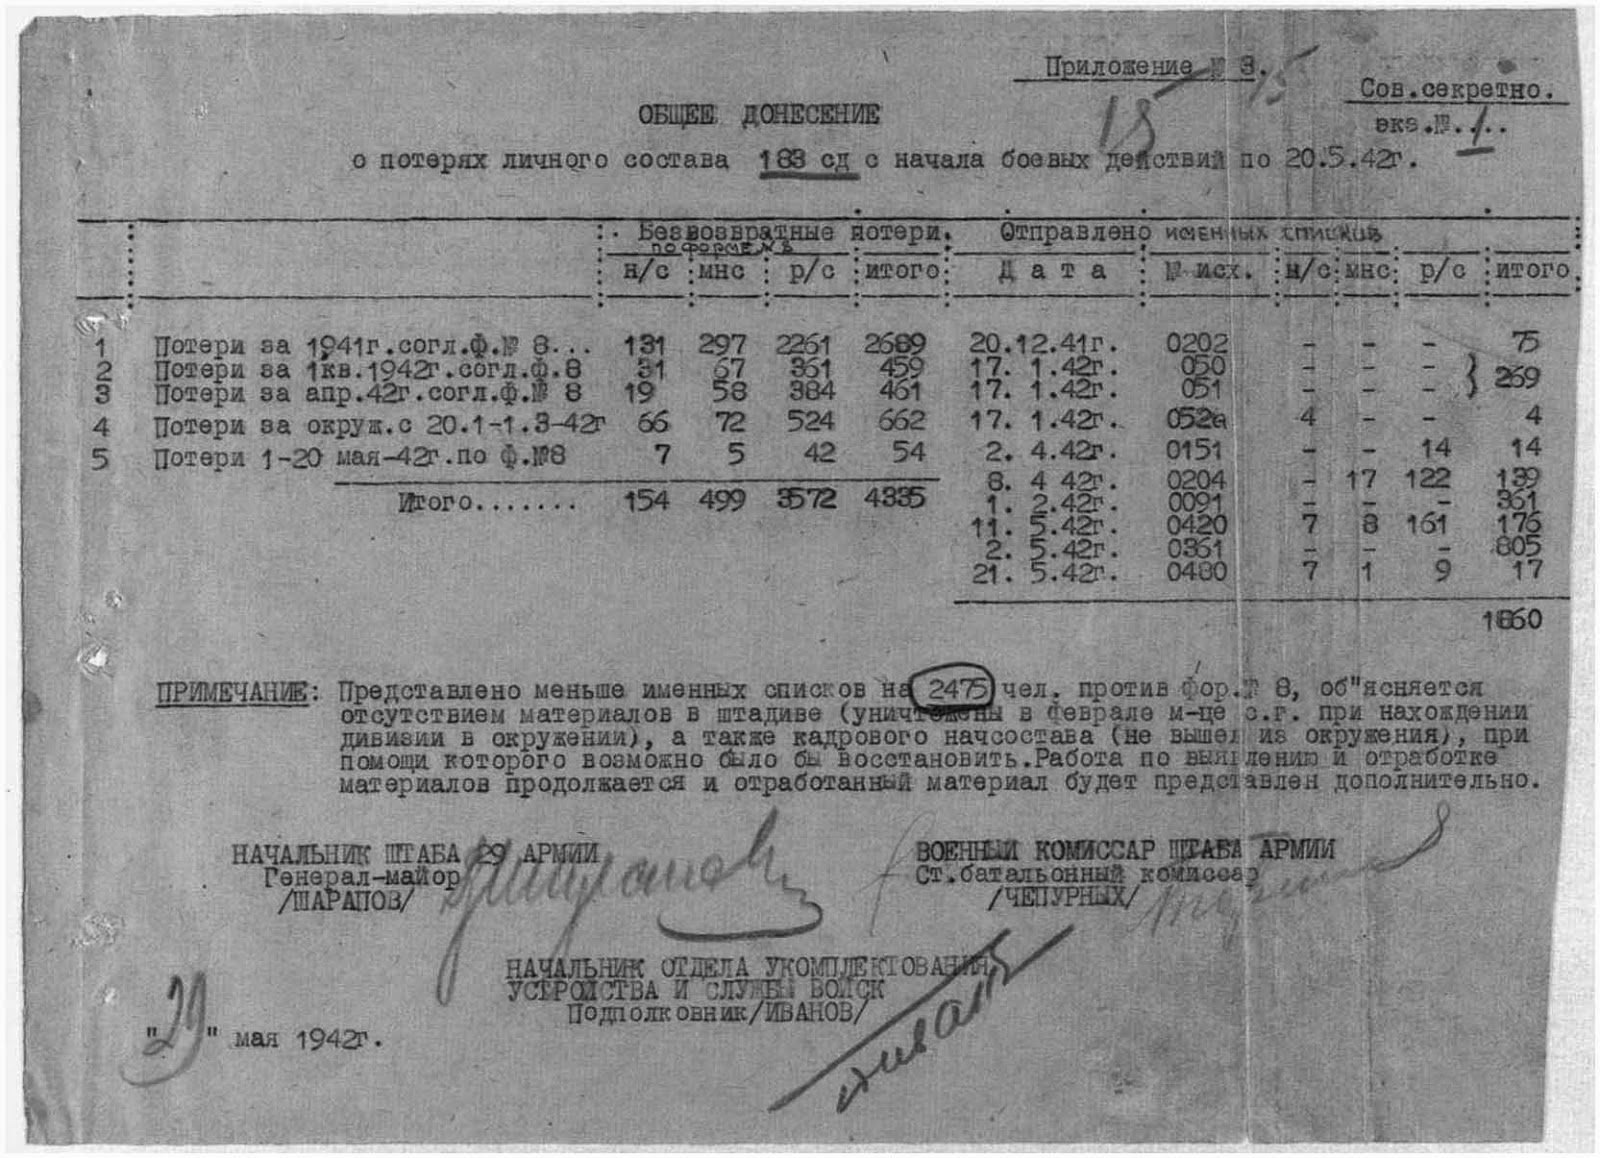 Приложение № 3.
15
18
Сов.секретно.
экз.№.1..
ОБЩЕЕ ДОНЕСЕНИЕ
о потерях личного состава 183 сд с начала боевых действий по 20.5.42г.
Безвозвратные потери. Отправлено именных списков
по форме № 8
н/с : мнс : р/с : итого : Дата : № исх. : н/с : мнс : р/с : итого
1 Потери за 1941г.согл.ф.№ 8... 131 297 2261 2689 20.12.41г. 0202 - - - 75
2 Потери за 1кв.1942г.согл.ф.8 31 67 361 459 17. 1.42г. 050 - - - } 269
3 Потери за апр.42г.согл.ф.№ 8 19 58 384 461 17. 1.42г. 051 - - -
4 Потери за окруж.с 20.1-1.3-42г 66 72 524 662 17. 1.42г. 052а 4 - - 4
5 Потери 1-20 мая-42г.по ф.№8 7 5 42 54 2. 4.42г. 0151 - - 14 14
8. 4 42г. 0204 - 17 122 139
Итого....... 154 499 3572 4335 1. 2.42г. 0091 - - - 361
11. 5.42г. 0420 7 8 161 176
2. 5.42г. 0361 - - - 805
21. 5.42г. 0480 7 1 9 17
1860
ПРИМЕЧАНИЕ: Представлено меньше именных списков на 2475 чел. против фор.№ 8, об"ясняется
отсутствием материалов в штадиве (уничтожены в феврале м-це с.г. при нахождении
дивизии в окружении), а также кадрового начсостава (не вышел из окружения), при
помощи которого возможно было бы восстановить.Работа по выявлению и отработке
материалов продолжается и отработанный материал будет представлен дополнительно.
НАЧАЛЬНИК ШТАБА 29 АРМИИ
Генерал-майор
/ШАРАПОВ/
ВОЕННЫЙ КОМИССАР ШТАБА АРМИИ
Ст.батальонный комиссар
/ЧЕПУРНЫХ/
НАЧАЛЬНИК ОТДЕЛА УКОМПЛЕКТОВАНИЯ
УСТРОЙСТВА И СЛУЖБЫ ВОЙСК
Подполковник/ИВАНОВ/
"29" мая 1942г.